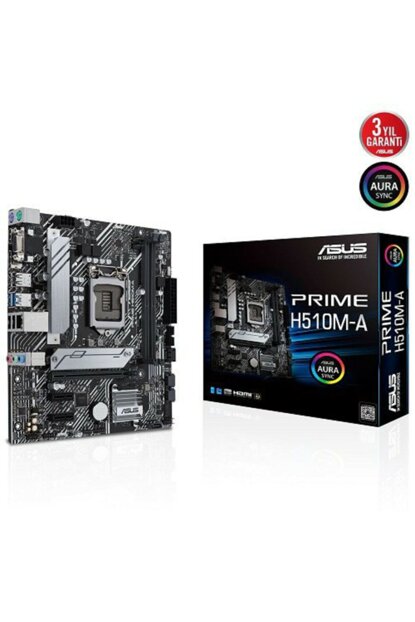 3 YIL
GARANTİ
ASUS
ASUS
AURA
SYNC
ASUS
IN SEARCH OF INCREDIBLE
PRIME
H510M-A
ASUS
AURA
SYNC
HDMI
ASUS
PRIME
H510M-A